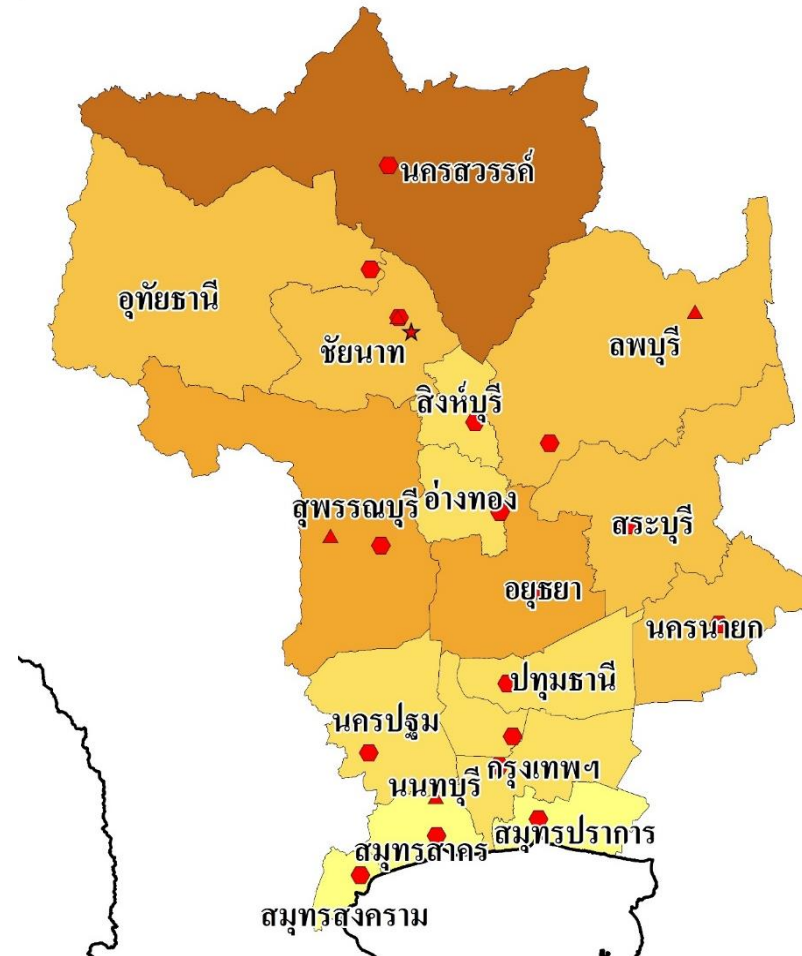 นครสวรรค์
อุทัยธานี
ชัยนาท
ลพบุรี
สิงห์บุรี
อ่างทอง
สุพรรณบุรี
สระบุรี
อยุธยา
นครนายก
ปทุมธานี
นครปฐม
กรุงเทพฯ
นนทบุรี
สมุทรปราการ
สมุทรสาคร
สมุทรสงคราม